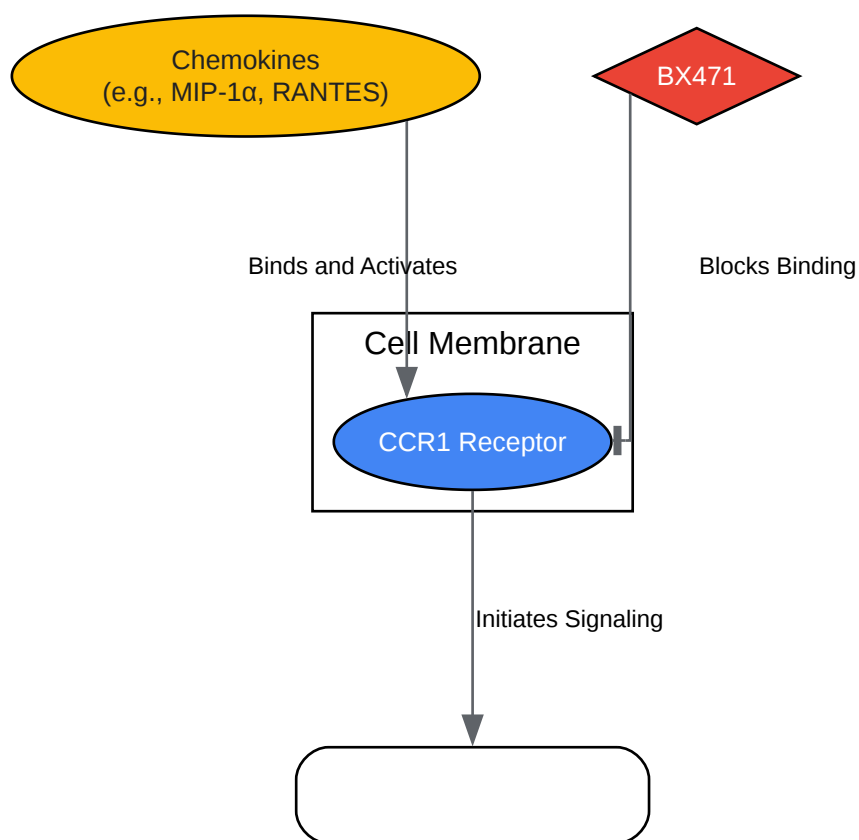 Chemokines
(e.g., MIP-1α, RANTES)
BX471
Binds and Activates
Blocks Binding
Cell Membrane
CCR1 Receptor
Initiates Signaling